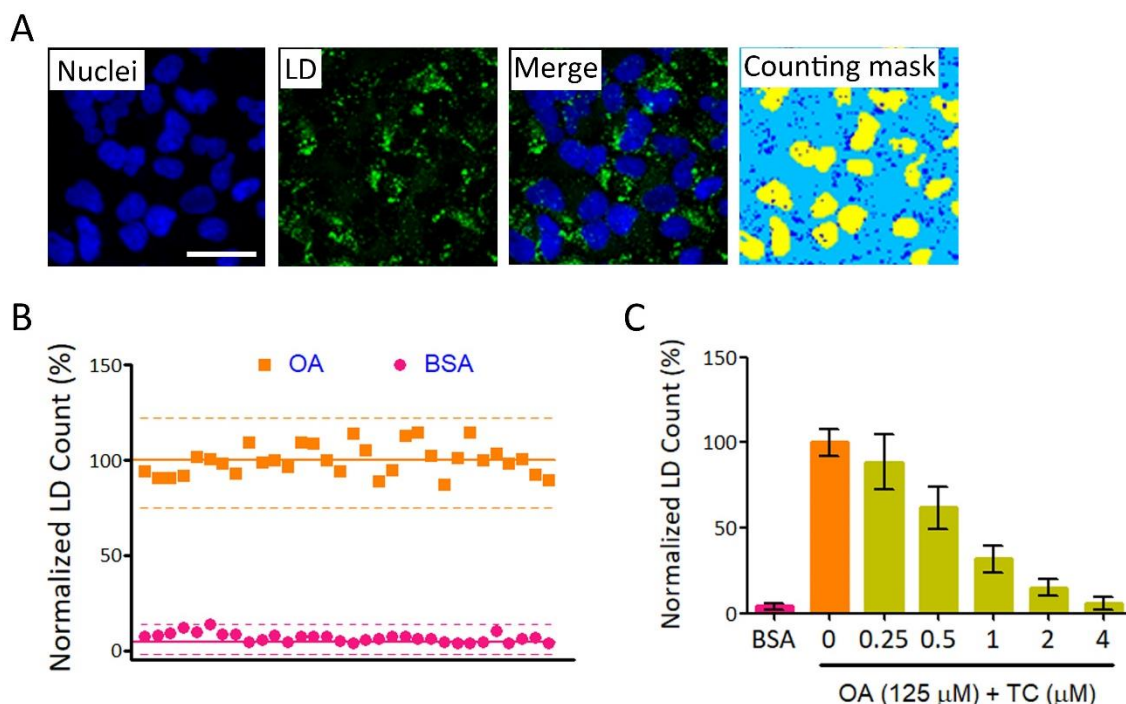 A
Nuclei
LD
Merge
Counting mask
B
Normalized LD Count (%)
150
100
50
0
OA
BSA
C
Normalized LD Count (%)
150
100
50
0
BSA
0
0.25
0.5
1
2
4
OA (125 µM) + TC (µM)